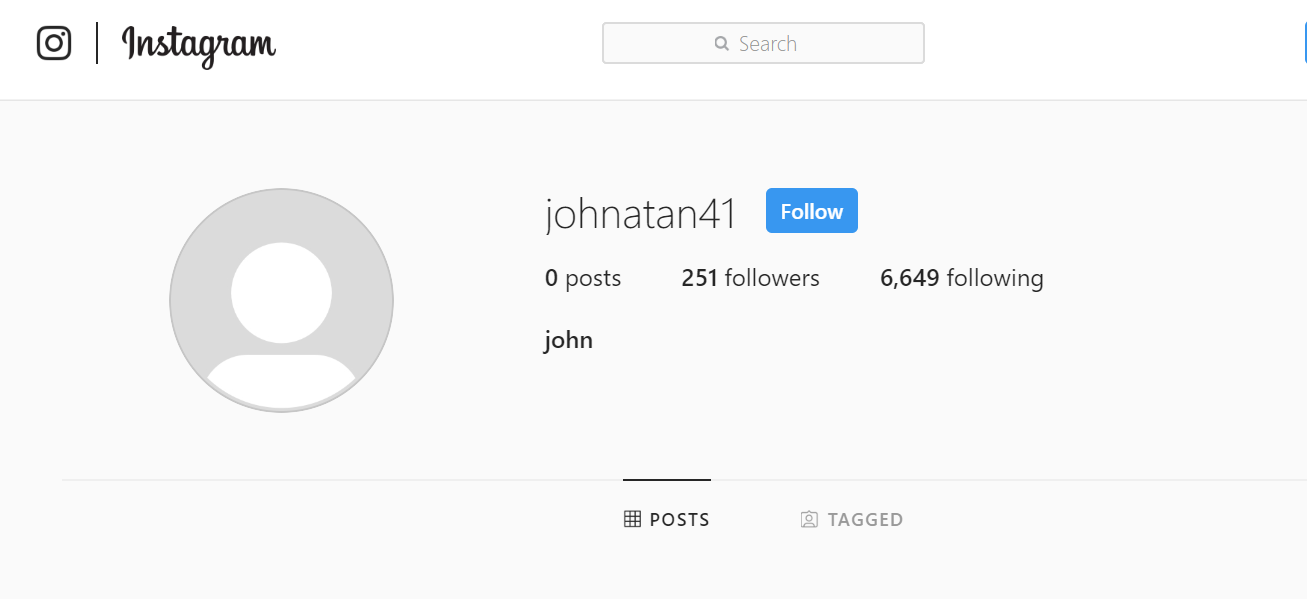 Instagram
Search
johnatan41 Follow
0 posts 251 followers 6,649 following
john
POSTS TAGGED